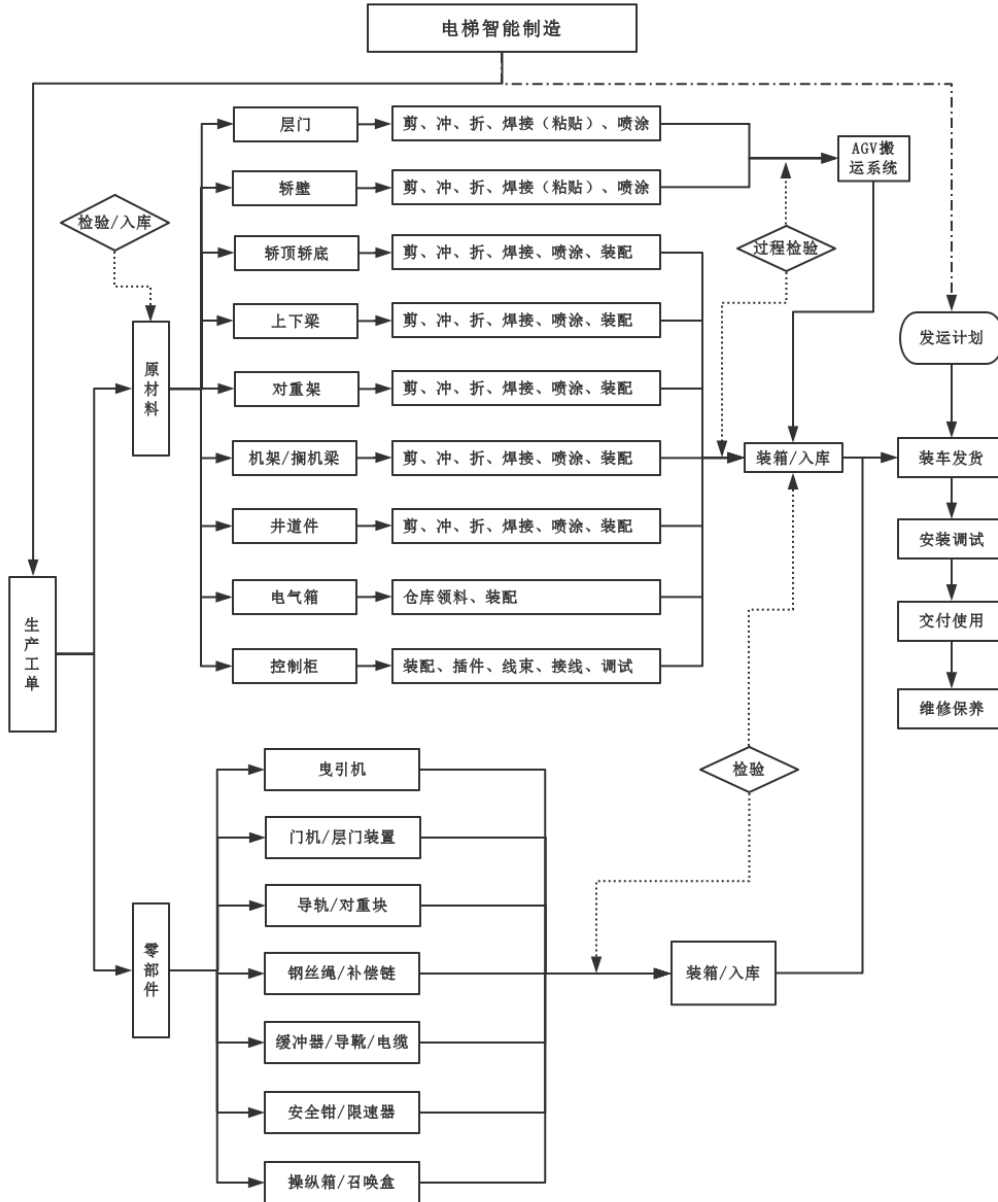 电梯智能制造
层门
剪、冲、折、焊接（粘贴）、喷涂
AGV搬
运系统
轿壁
剪、冲、折、焊接（粘贴）、喷涂
检验/入库
轿顶轿底
剪、冲、折、焊接、喷涂、装配
过程检验
上下梁
剪、冲、折、焊接、喷涂、装配
发运计划
原材料
对重架
剪、冲、折、焊接、喷涂、装配
机架/搁机梁
剪、冲、折、焊接、喷涂、装配
装箱/入库
装车发货
井道件
剪、冲、折、焊接、喷涂、装配
安装调试
生产工单
电气箱
仓库领料、装配
交付使用
控制柜
装配、插件、线束、接线、调试
维修保养
曳引机
检验
门机/层门装置
导轨/对重块
零部件
钢丝绳/补偿链
装箱/入库
缓冲器/导靴/电缆
安全钳/限速器
操纵箱/召唤盒